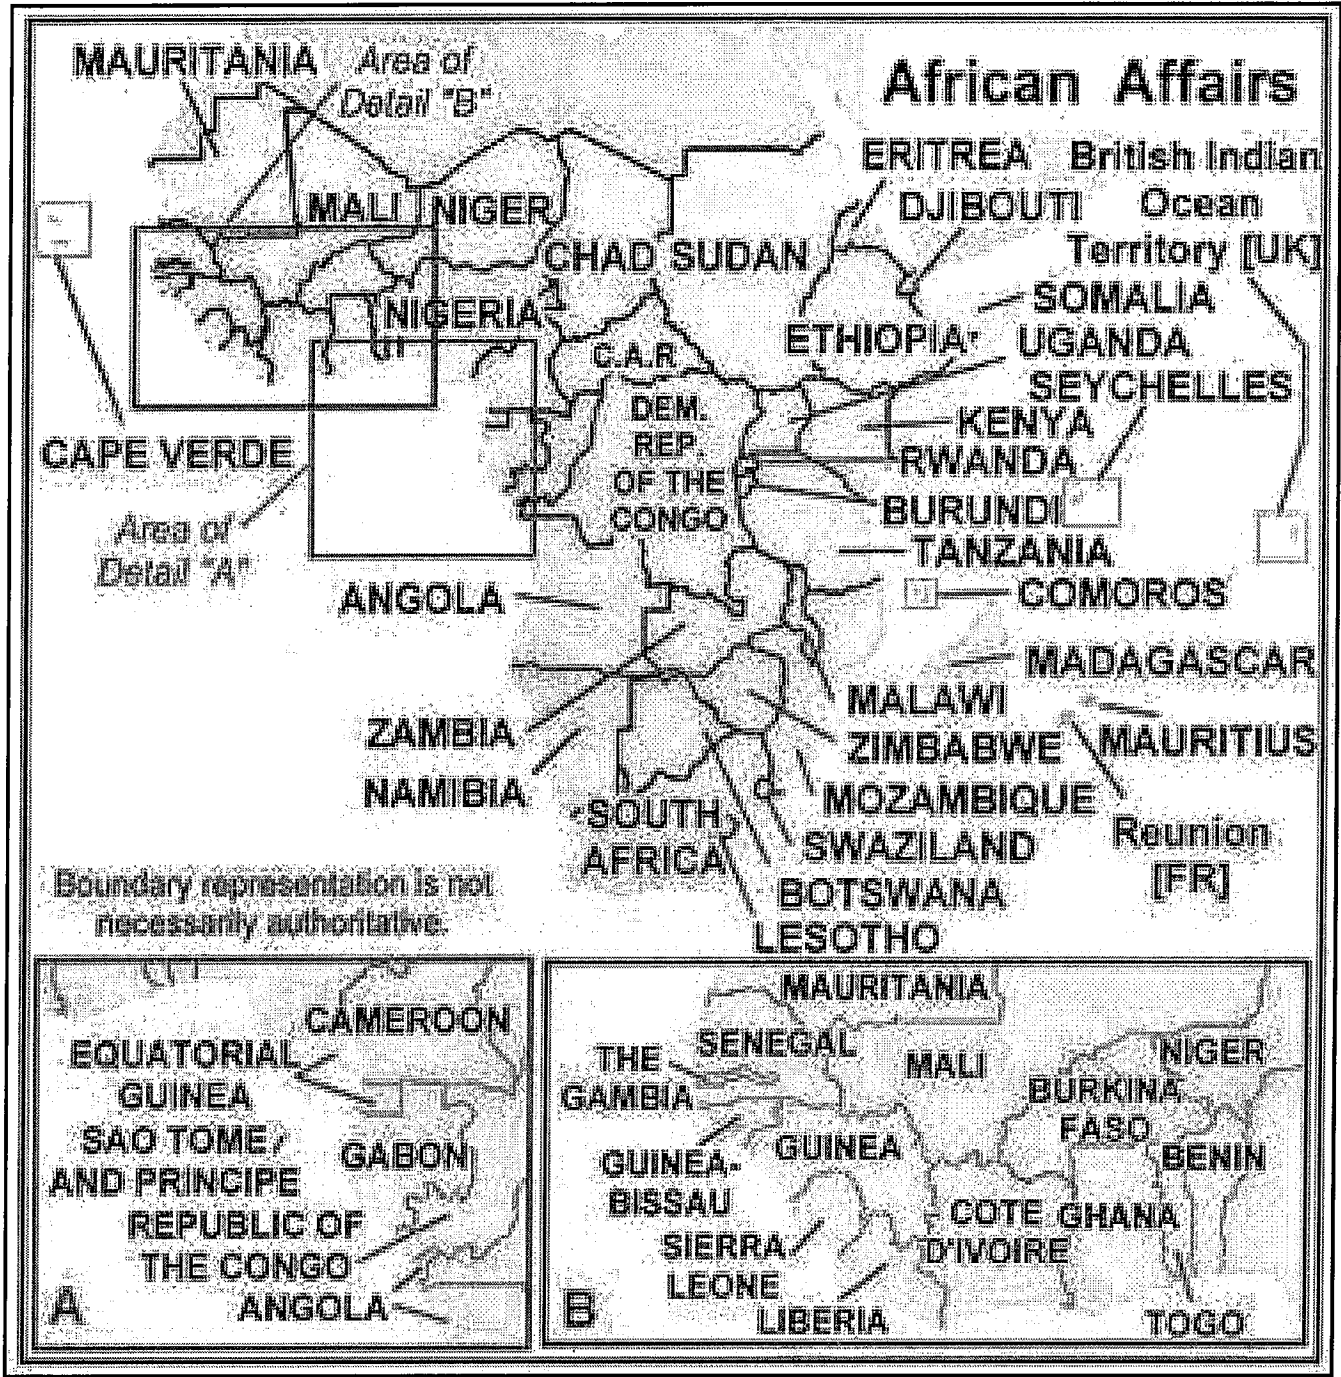 African Affairs
MAURITANIA
Area of
Detail "B"
ERITREA
DJIBOUTI
British Indian
Ocean
Territory [UK]
MALI
NIGER
CHAD
SUDAN
NIGERIA
SOMALIA
ETHIOPIA
UGANDA
C.A.R
SEYCHELLES
DEM.
REP.
OF THE
CONGO
KENYA
CAPE VERDE
RWANDA
BURUNDI
Area of
Detail "A"
TANZANIA
ANGOLA
COMOROS
MADAGASCAR
MALAWI
ZAMBIA
ZIMBABWE
MAURITIUS
NAMIBIA
MOZAMBIQUE
SOUTH
AFRICA
SWAZILAND
Reunion
[FR]
BOTSWANA
LESOTHO
Boundary representation is not
necessarily authoritative.
CAMEROON
EQUATORIAL
GUINEA
SAO TOME
AND PRINCIPE
GABON
REPUBLIC OF
THE CONGO
ANGOLA
A
MAURITANIA
SENEGAL
THE
GAMBIA
MALI
NIGER
BURKINA
FASO
GUINEA
BENIN
GUINEA-
BISSAU
COTE
D'IVOIRE
GHANA
SIERRA
LEONE
LIBERIA
TOGO
B